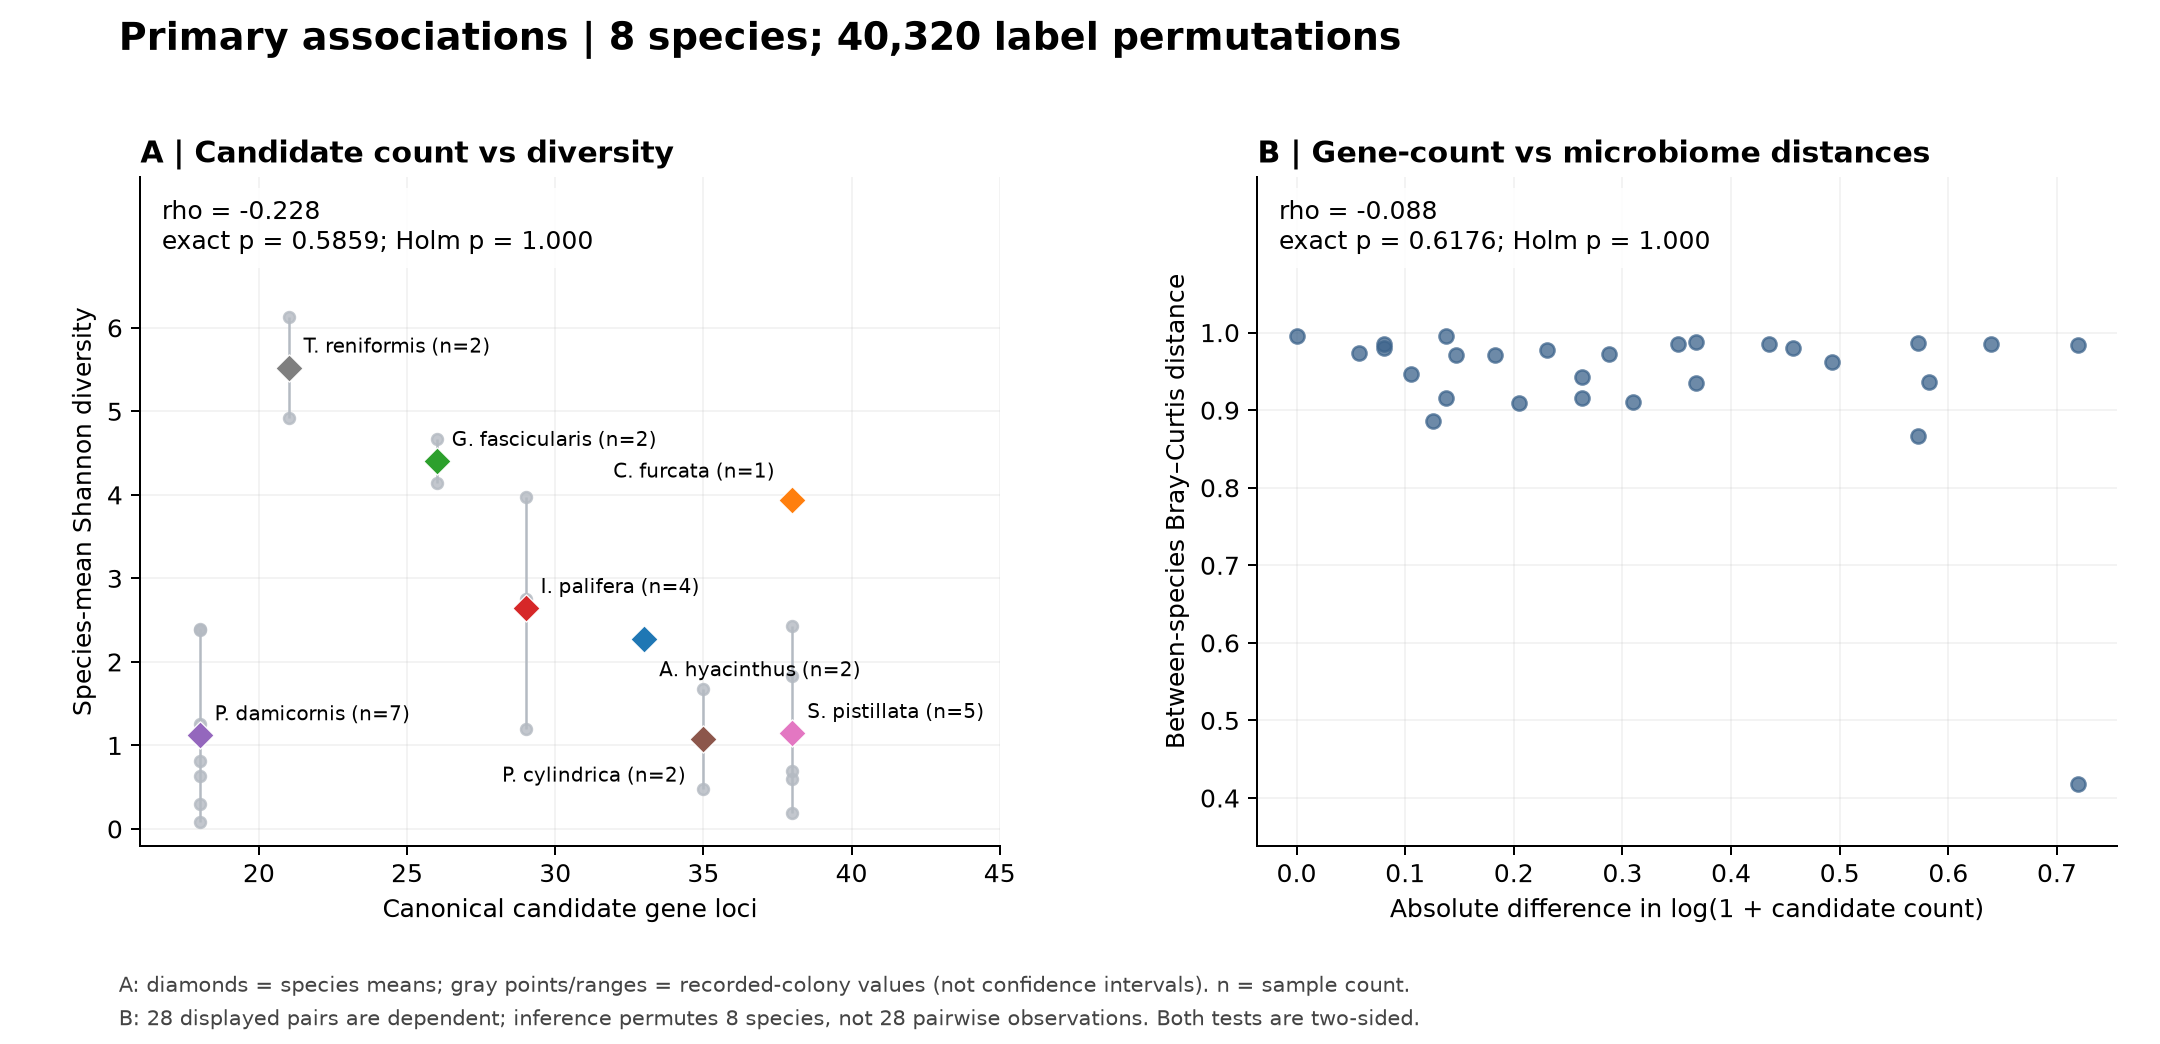 Primary associations | 8 species; 40,320 label permutations
A | Candidate count vs diversity
rho = -0.228
exact p = 0.5859; Holm p = 1.000
Species-mean Shannon diversity
6
5
4
3
2
1
0
T. reniformis (n=2)
G. fascicularis (n=2)
C. furcata (n=1)
I. palifera (n=4)
A. hyacinthus (n=2)
P. damicornis (n=7)
S. pistillata (n=5)
P. cylindrica (n=2)
20 25 30 35 40 45
Canonical candidate gene loci
B | Gene-count vs microbiome distances
rho = -0.088
exact p = 0.6176; Holm p = 1.000
Between-species Bray–Curtis distance
1.0
0.9
0.8
0.7
0.6
0.5
0.4
0.0 0.1 0.2 0.3 0.4 0.5 0.6 0.7
Absolute difference in log(1 + candidate count)
A: diamonds = species means; gray points/ranges = recorded-colony values (not confidence intervals). n = sample count.
B: 28 displayed pairs are dependent; inference permutes 8 species, not 28 pairwise observations. Both tests are two-sided.